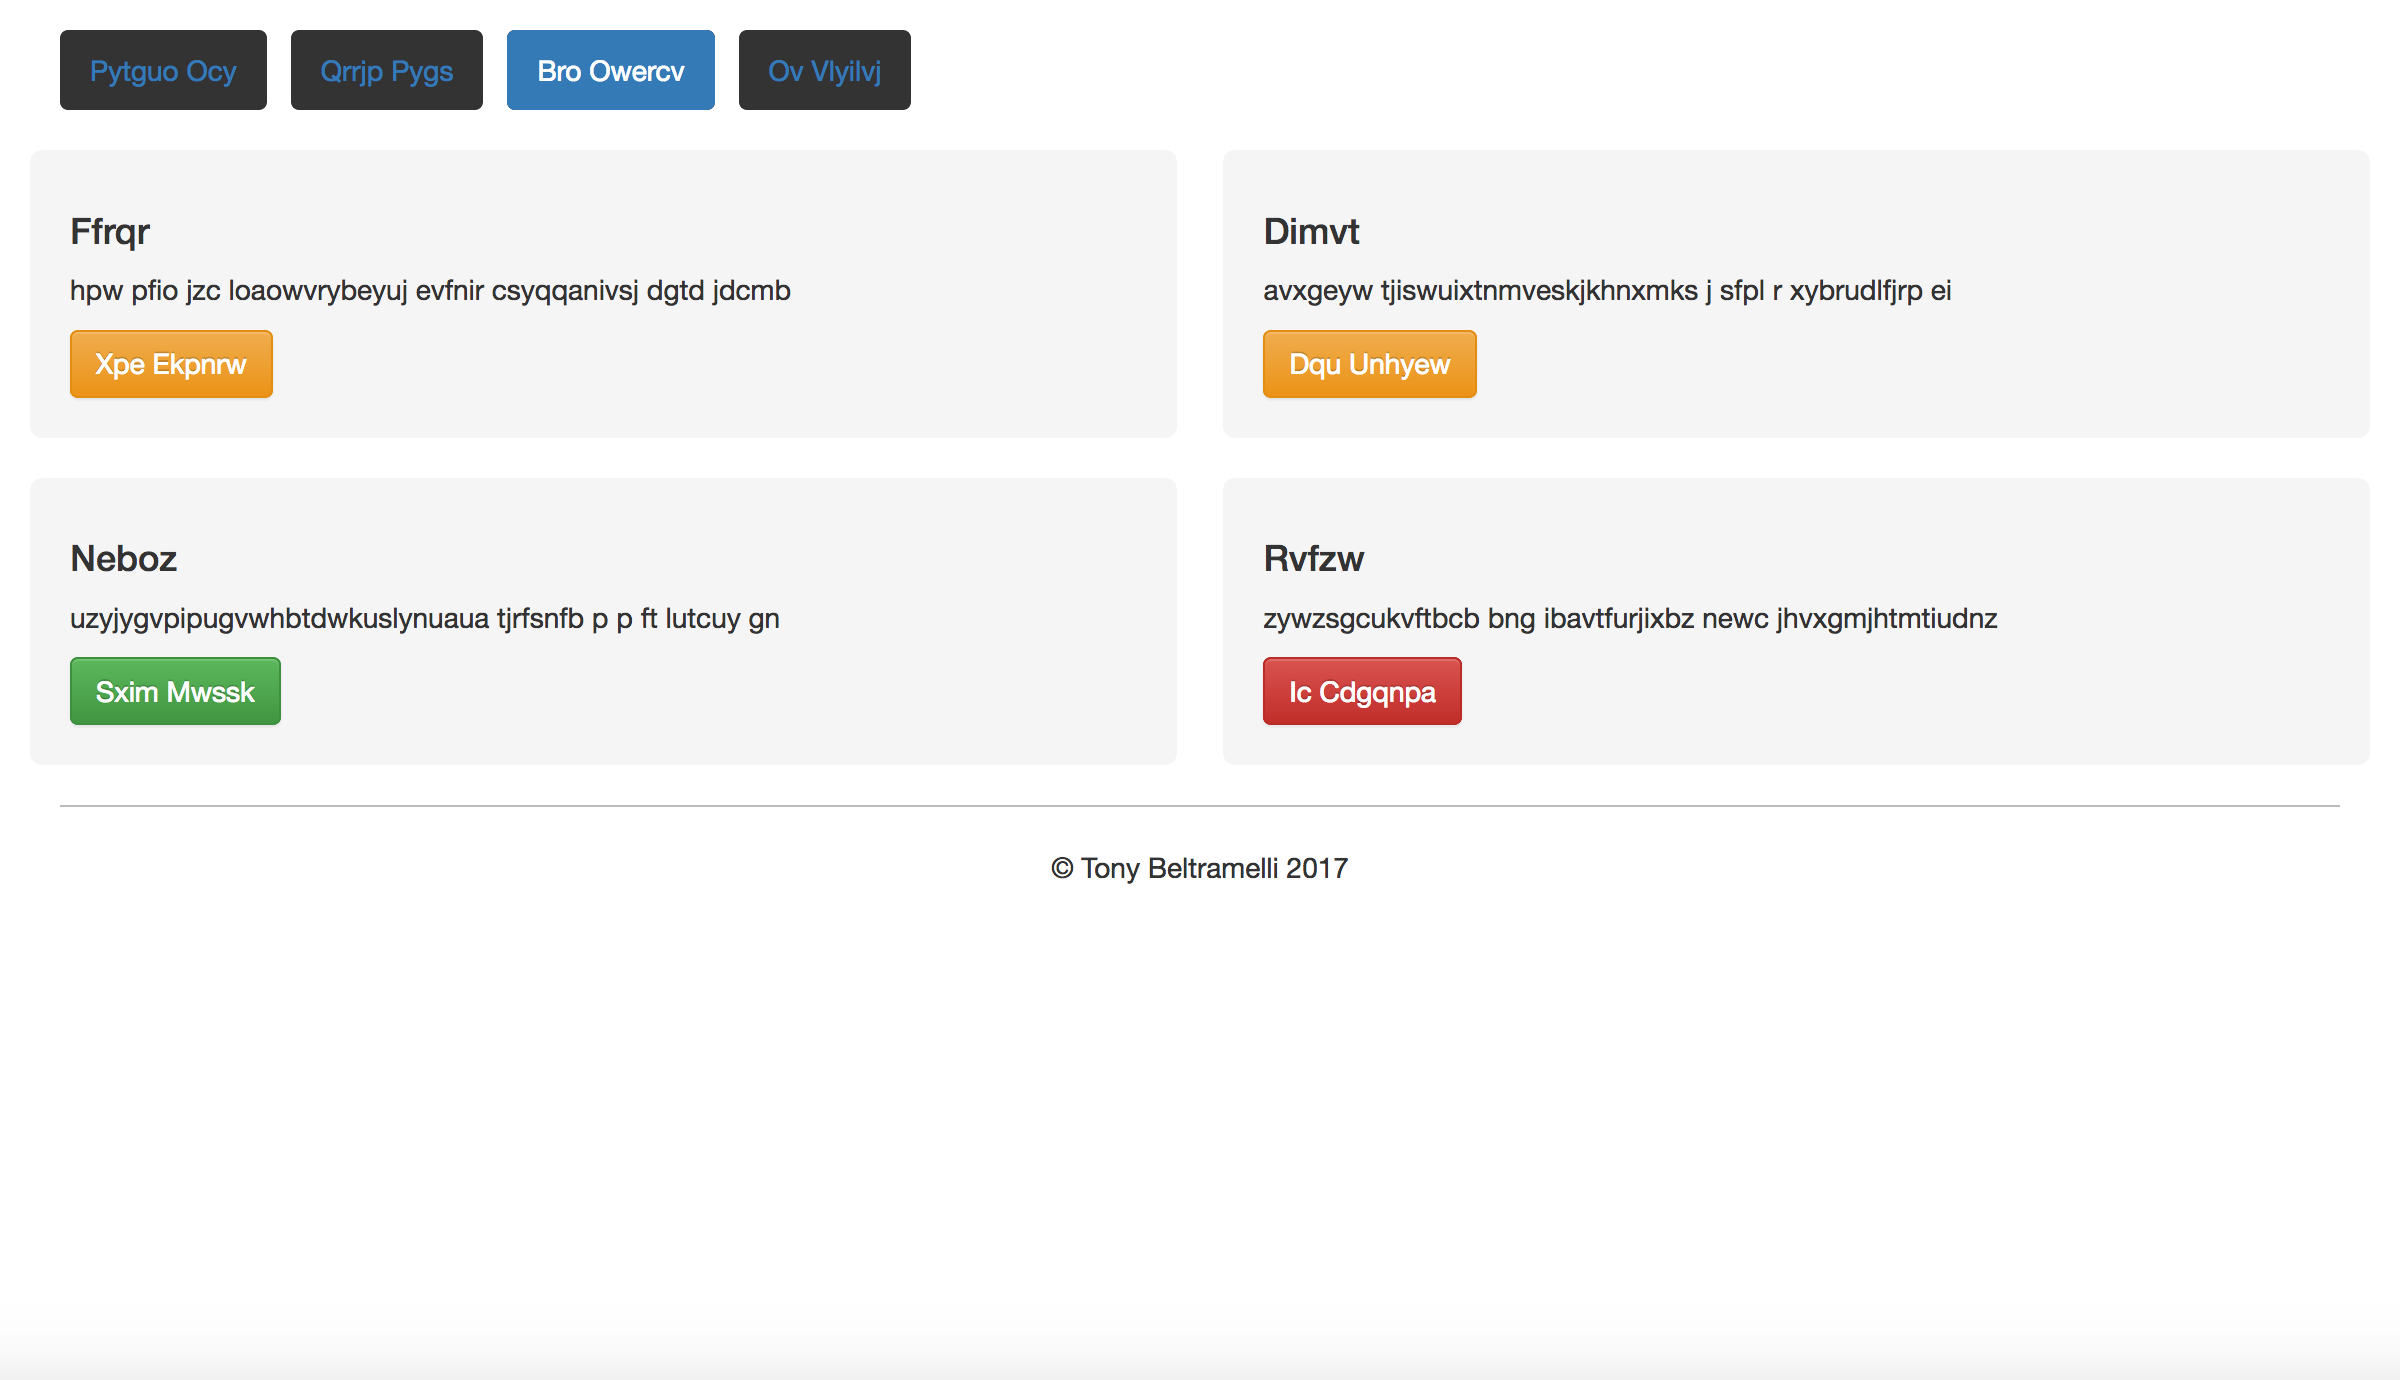 Pytguo Ocy Qrrjp Pygs Bro Owercv Ov Vlyilvj
Ffrqr
hpw pfio jzc loaowvrybeyuj evfnir csyqqanivsj dgtd jdcmb
Xpe Ekpnrw
Dimvt
avxgeyw tjiswuixtnmveskjkhnxmks j sfpl r xybrudlfjrp ei
Dqu Unhyew
Neboz
uzyjygvpipugvwhbtdwkuslynuaua tjrfsnfb p p ft lutcuy gn
Sxim Mwssk
Rvfzw
zywzsgcukvftbcb bng ibavtfurjixbz newc jhvxgmjhtmtiudnz
Ic Cdgqnpa
© Tony Beltramelli 2017